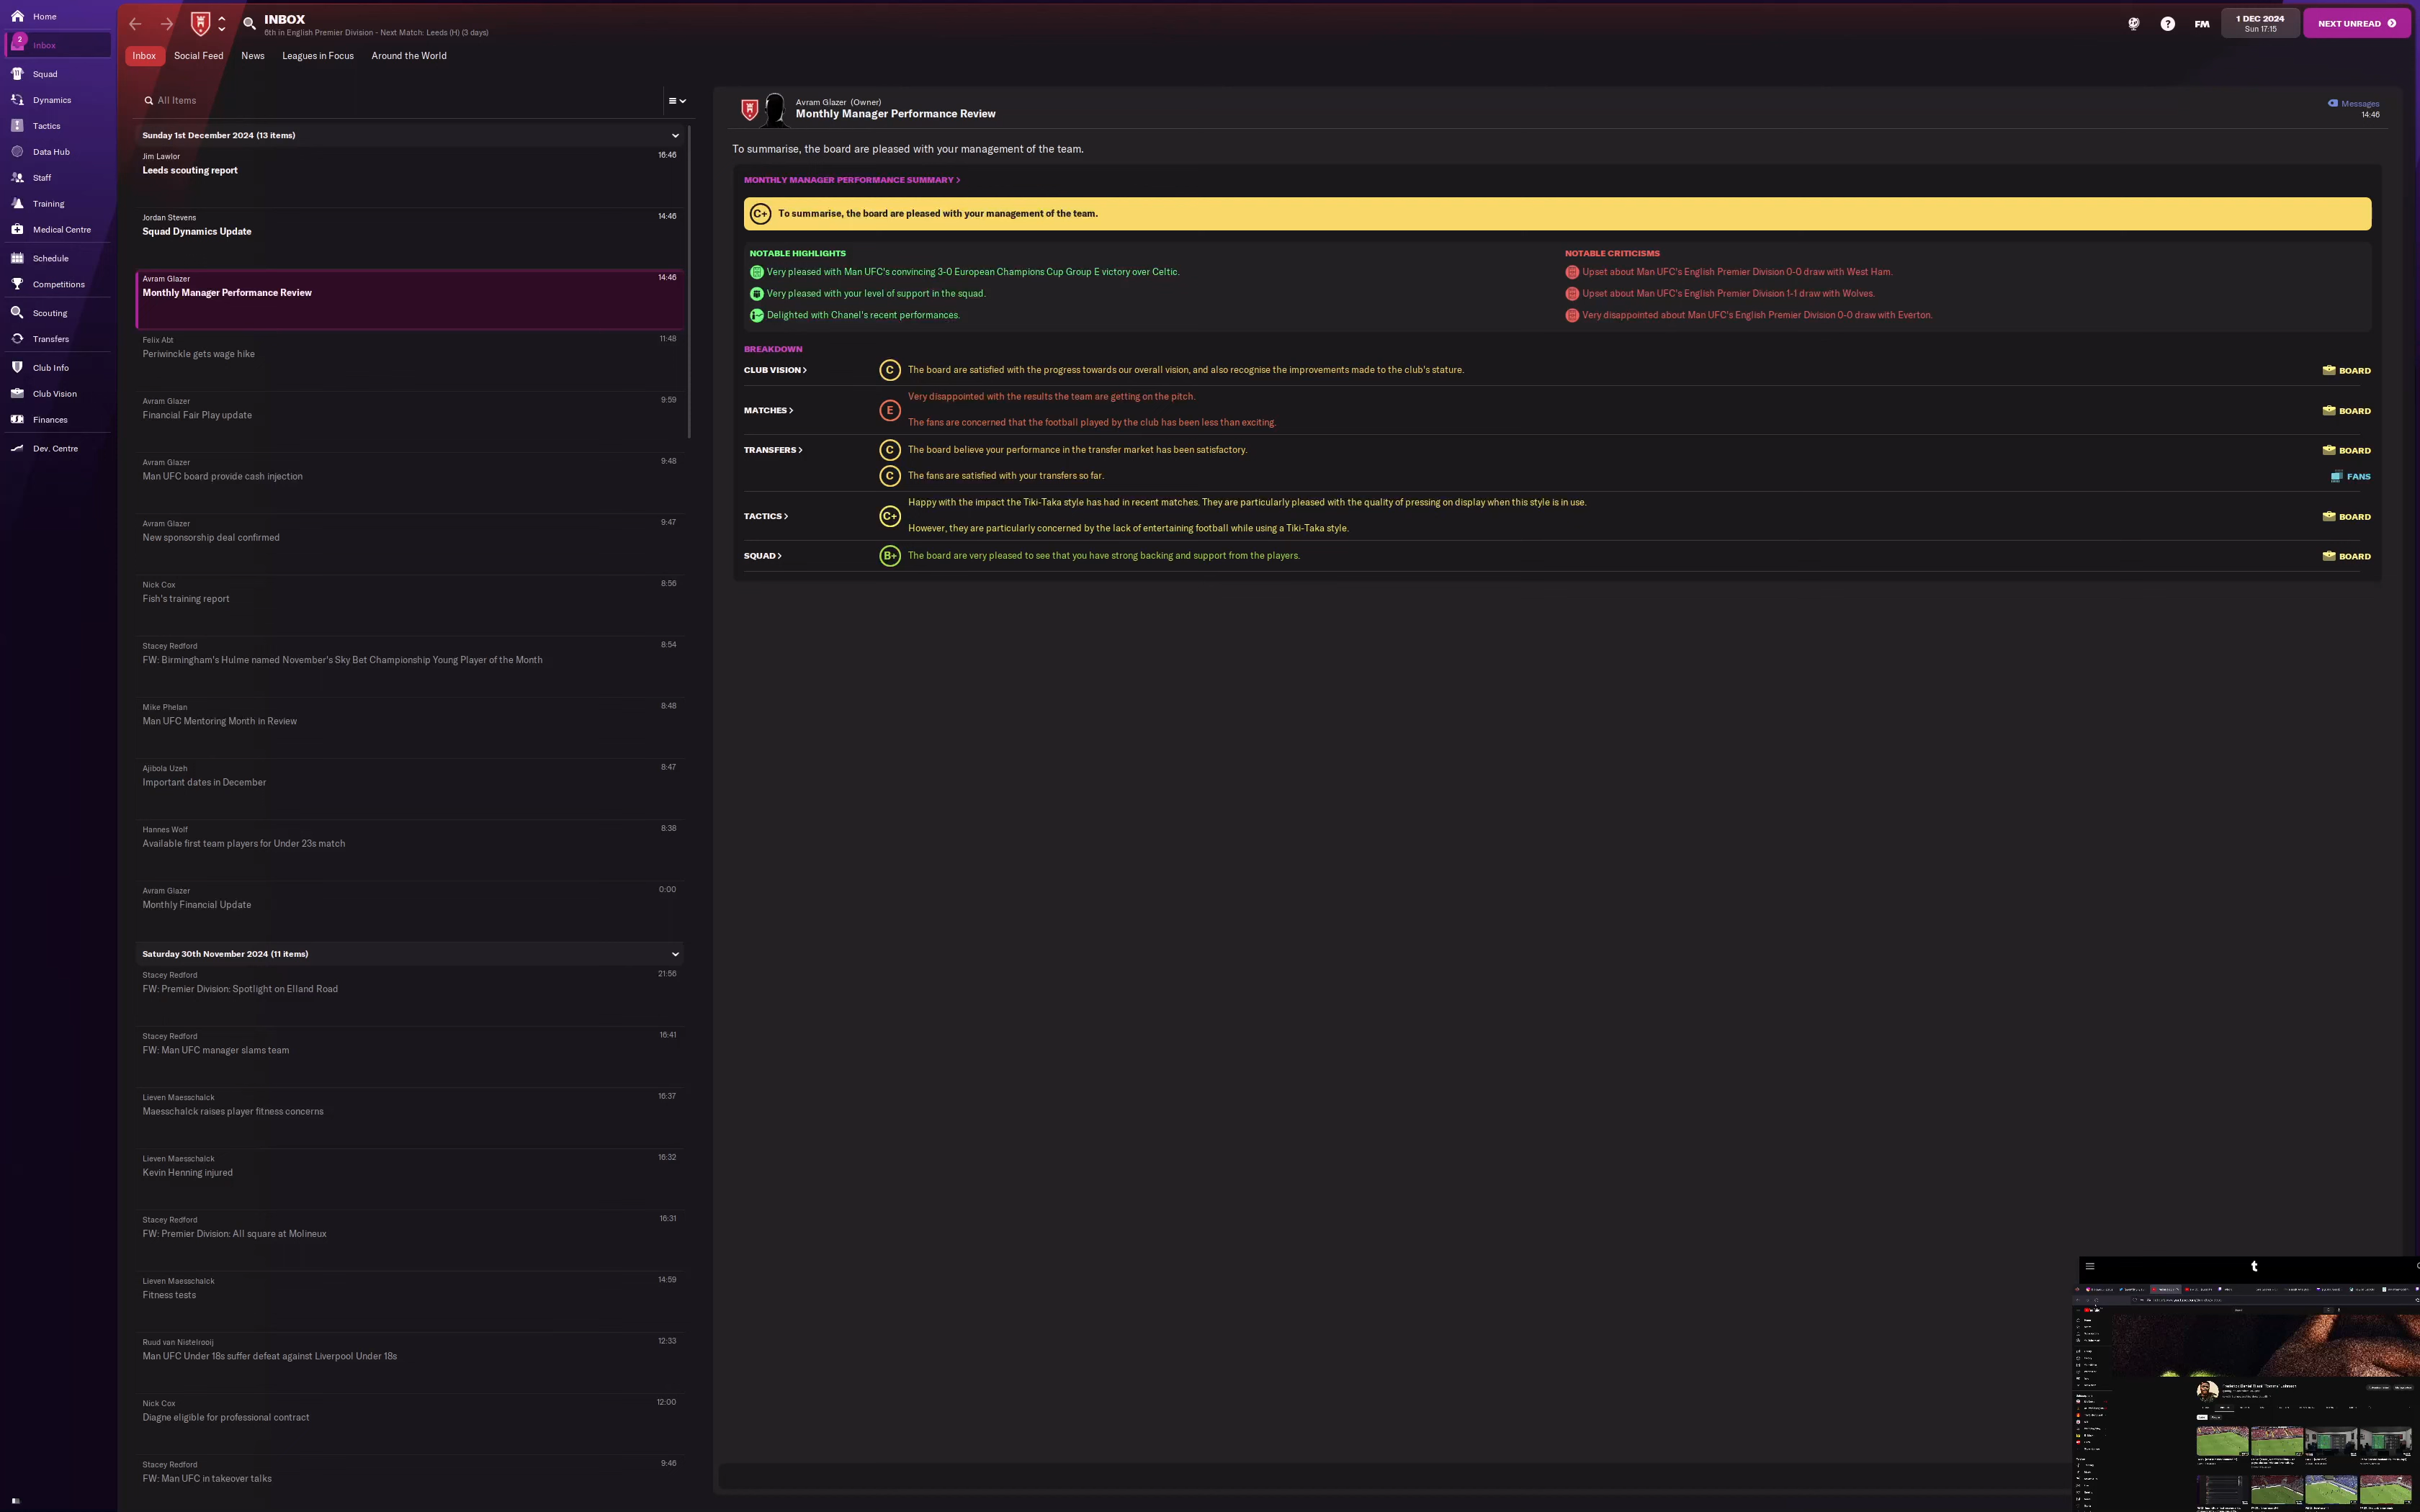 Home
2
Inbox
Squad
Dynamics
Tactics
Data Hub
Staff
Training
Medical Centre
Schedule
Competitions
Scouting
Transfers
Club Info
Club Vision
Finances
Dev. Centre
INBOX
6th in English Premier Division - Next Match: Leeds (H) (3 days)
FM
1 DEC 2024
Sun 17:15
NEXT UNREAD
Inbox Social Feed News Leagues in Focus Around the World
All Items
Sunday 1st December 2024 (13 items)
Jim Lawlor 16:46
Leeds scouting report
Jordan Stevens 14:46
Squad Dynamics Update
Avram Glazer 14:46
Monthly Manager Performance Review
Felix Abt 11:48
Periwinckle gets wage hike
Avram Glazer 9:59
Financial Fair Play update
Avram Glazer 9:48
Man UFC board provide cash injection
Avram Glazer 9:47
New sponsorship deal confirmed
Nick Cox 8:56
Fish's training report
Stacey Redford 8:54
FW: Birmingham's Hulme named November's Sky Bet Championship Young Player of the Month
Mike Phelan 8:48
Man UFC Mentoring Month in Review
Ajibola Uzeh 8:47
Important dates in December
Hannes Wolf 8:38
Available first team players for Under 23s match
Avram Glazer 0:00
Monthly Financial Update
Saturday 30th November 2024 (11 items)
Stacey Redford 21:56
FW: Premier Division: Spotlight on Elland Road
Stacey Redford 16:41
FW: Man UFC manager slams team
Lieven Maesschalck 16:37
Maesschalck raises player fitness concerns
Lieven Maesschalck 16:32
Kevin Henning injured
Stacey Redford 16:31
FW: Premier Division: All square at Molineux
Lieven Maesschalck 14:59
Fitness tests
Ruud van Nistelrooij 12:33
Man UFC Under 18s suffer defeat against Liverpool Under 18s
Nick Cox 12:00
Diagne eligible for professional contract
Stacey Redford 9:46
FW: Man UFC in takeover talks
Avram Glazer (Owner)
Monthly Manager Performance Review
Messages
14:46
To summarise, the board are pleased with your management of the team.
MONTHLY MANAGER PERFORMANCE SUMMARY >
C+ To summarise, the board are pleased with your management of the team.
NOTABLE HIGHLIGHTS
Very pleased with Man UFC's convincing 3-0 European Champions Cup Group E victory over Celtic.
Very pleased with your level of support in the squad.
Delighted with Chanel's recent performances.
NOTABLE CRITICISMS
Upset about Man UFC's English Premier Division 0-0 draw with West Ham.
Upset about Man UFC's English Premier Division 1-1 draw with Wolves.
Very disappointed about Man UFC's English Premier Division 0-0 draw with Everton.
BREAKDOWN
CLUB VISION > C The board are satisfied with the progress towards our overall vision, and also recognise the improvements made to the club's stature. BOARD
Very disappointed with the results the team are getting on the pitch.
MATCHES > E BOARD
The fans are concerned that the football played by the club has been less than exciting.
TRANSFERS > C The board believe your performance in the transfer market has been satisfactory. BOARD
C The fans are satisfied with your transfers so far. FANS
Happy with the impact the Tiki-Taka style has had in recent matches. They are particularly pleased with the quality of pressing on display when this style is in use.
TACTICS > C+ BOARD
However, they are particularly concerned by the lack of entertaining football while using a Tiki-Taka style.
SQUAD > B+ The board are very pleased to see that you have strong backing and support from the players. BOARD
t